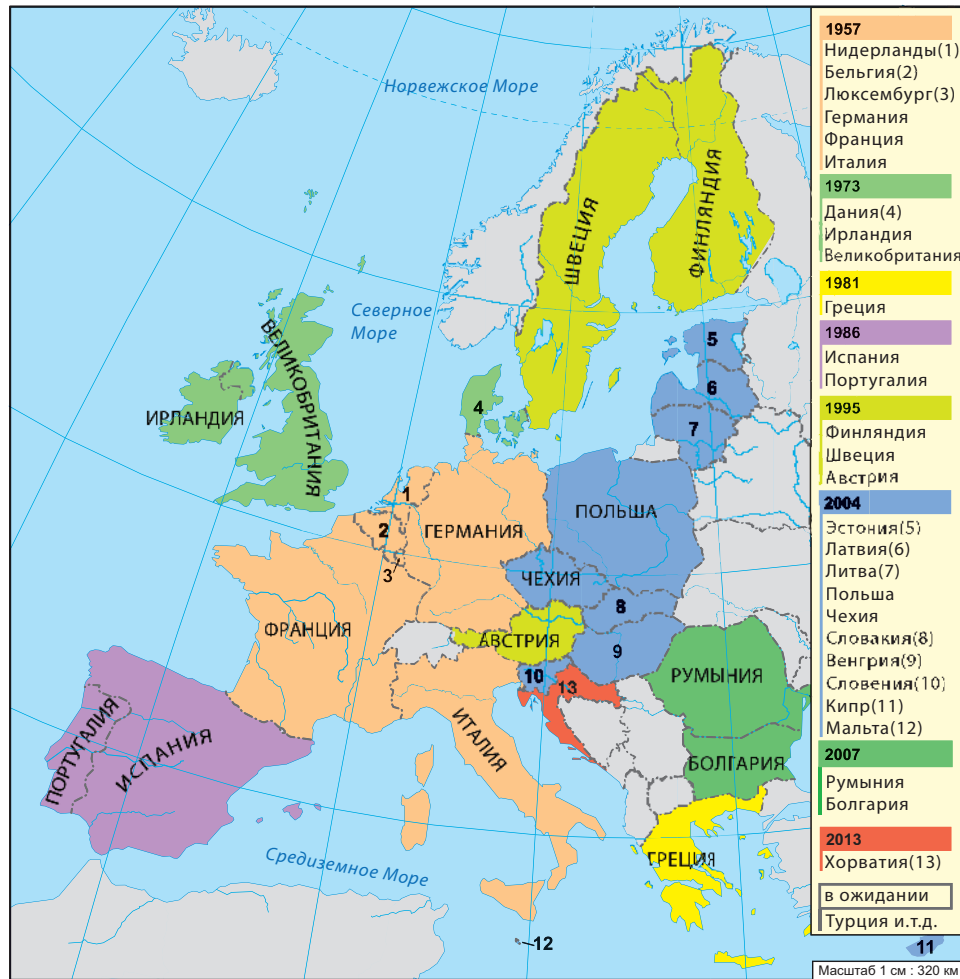 Норвежское Море
ШВЕЦИЯ
ФИНЛЯНДИЯ
Северное
Море
ВЕЛИКОБРИТАНИЯ
ИРЛАНДИЯ
4
5
6
7
1
2
3
ГЕРМАНИЯ
ПОЛЬША
ЧЕХИЯ
8
ФРАНЦИЯ
АВСТРИЯ
9
10
13
РУМЫНИЯ
ИТАЛИЯ
ПОРТУГАЛИЯ
ИСПАНИЯ
БОЛГАРИЯ
ГРЕЦИЯ
Средиземное Море
12
11
1957
Нидерланды(1)
Бельгия(2)
Люксембург(3)
Германия
Франция
Италия
1973
Дания(4)
Ирландия
Великобритания
1981
Греция
1986
Испания
Португалия
1995
Финляндия
Швеция
Австрия
2004
Эстония(5)
Латвия(6)
Литва(7)
Польша
Чехия
Словакия(8)
Венгрия(9)
Словения(10)
Кипр(11)
Мальта(12)
2007
Румыния
Болгария
2013
Хорватия(13)
в ожидании
Турция и.т.д.
Масштаб 1 см : 320 км